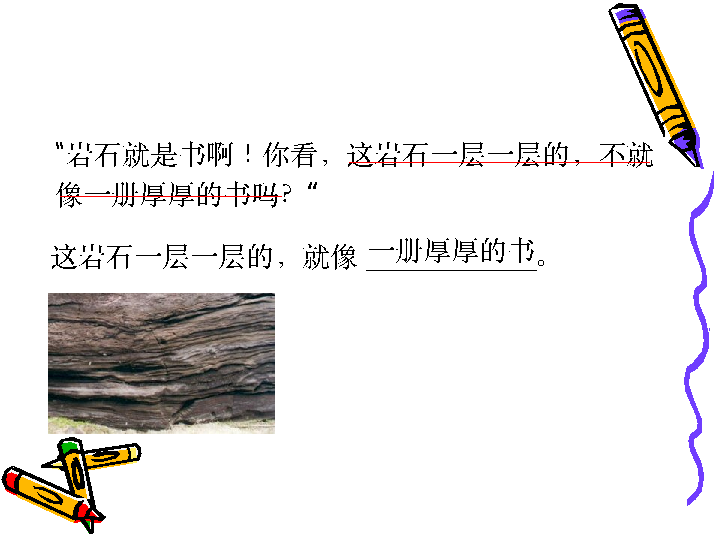 “岩石就是书啊！你看，这岩石一层一层的，不就
像一册厚厚的书吗？“
这岩石一层一层的，就像 一册厚厚的书。